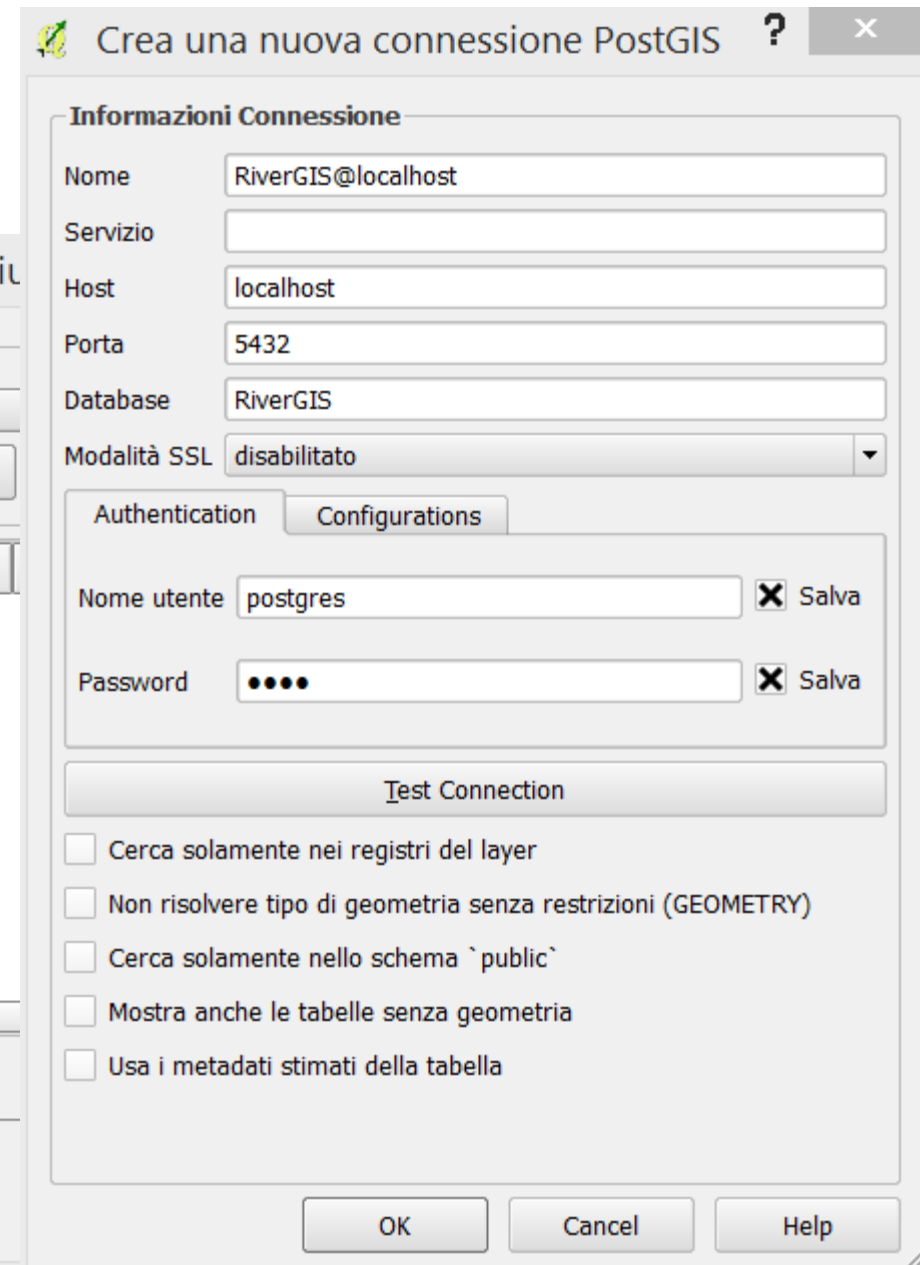 Crea una nuova connessione PostGIS ? ×
Informazioni Connessione
Nome RiverGIS@localhost
Servizio
Host localhost
Porta 5432
Database RiverGIS
Modalità SSL disabilitato
Authentication Configurations
Nome utente postgres Salva
Password ●●●● Salva
Test Connection
Cerca solamente nei registri del layer
Non risolvere tipo di geometria senza restrizioni (GEOMETRY)
Cerca solamente nello schema `public`
Mostra anche le tabelle senza geometria
Usa i metadati stimati della tabella
OK Cancel Help